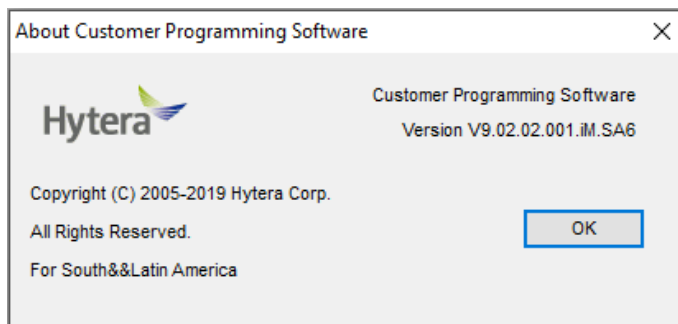 About Customer Programming Software
Hytera
Customer Programming Software
Version V9.02.02.001.iM.SA6
Copyright (C) 2005-2019 Hytera Corp.
All Rights Reserved.
OK
For South&&Latin America